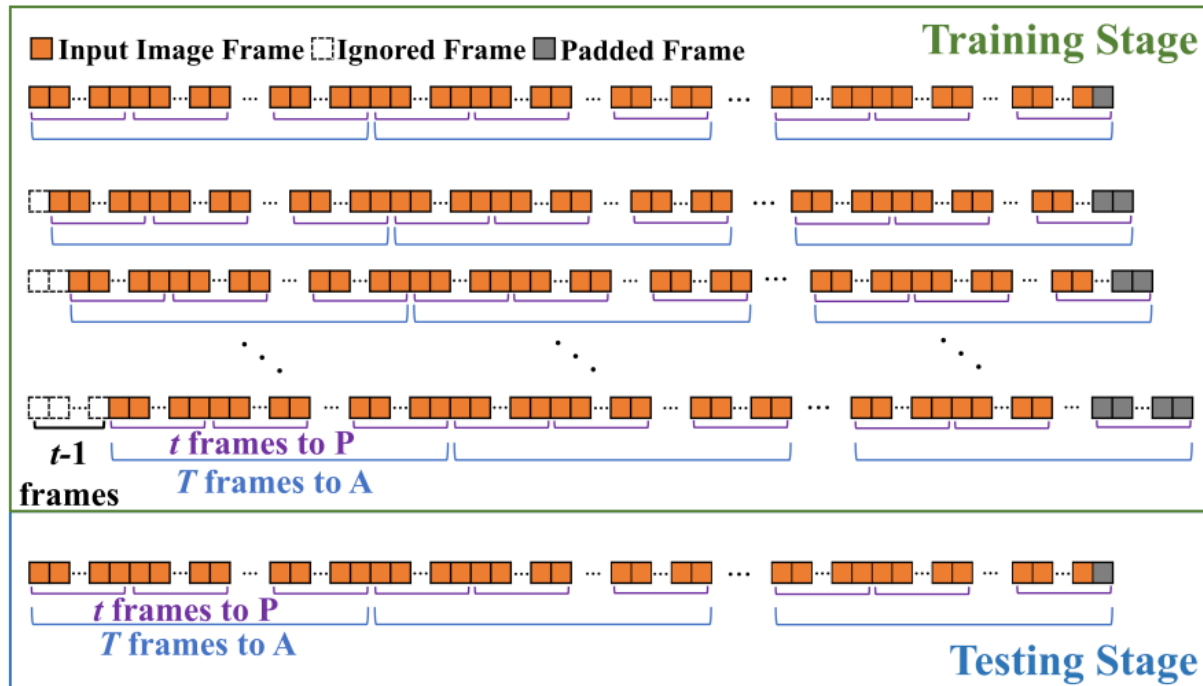 Training Stage
Input Image Frame Ignored Frame Padded Frame
t-1
frames
t frames to P
T frames to A
t frames to P
T frames to A
Testing Stage